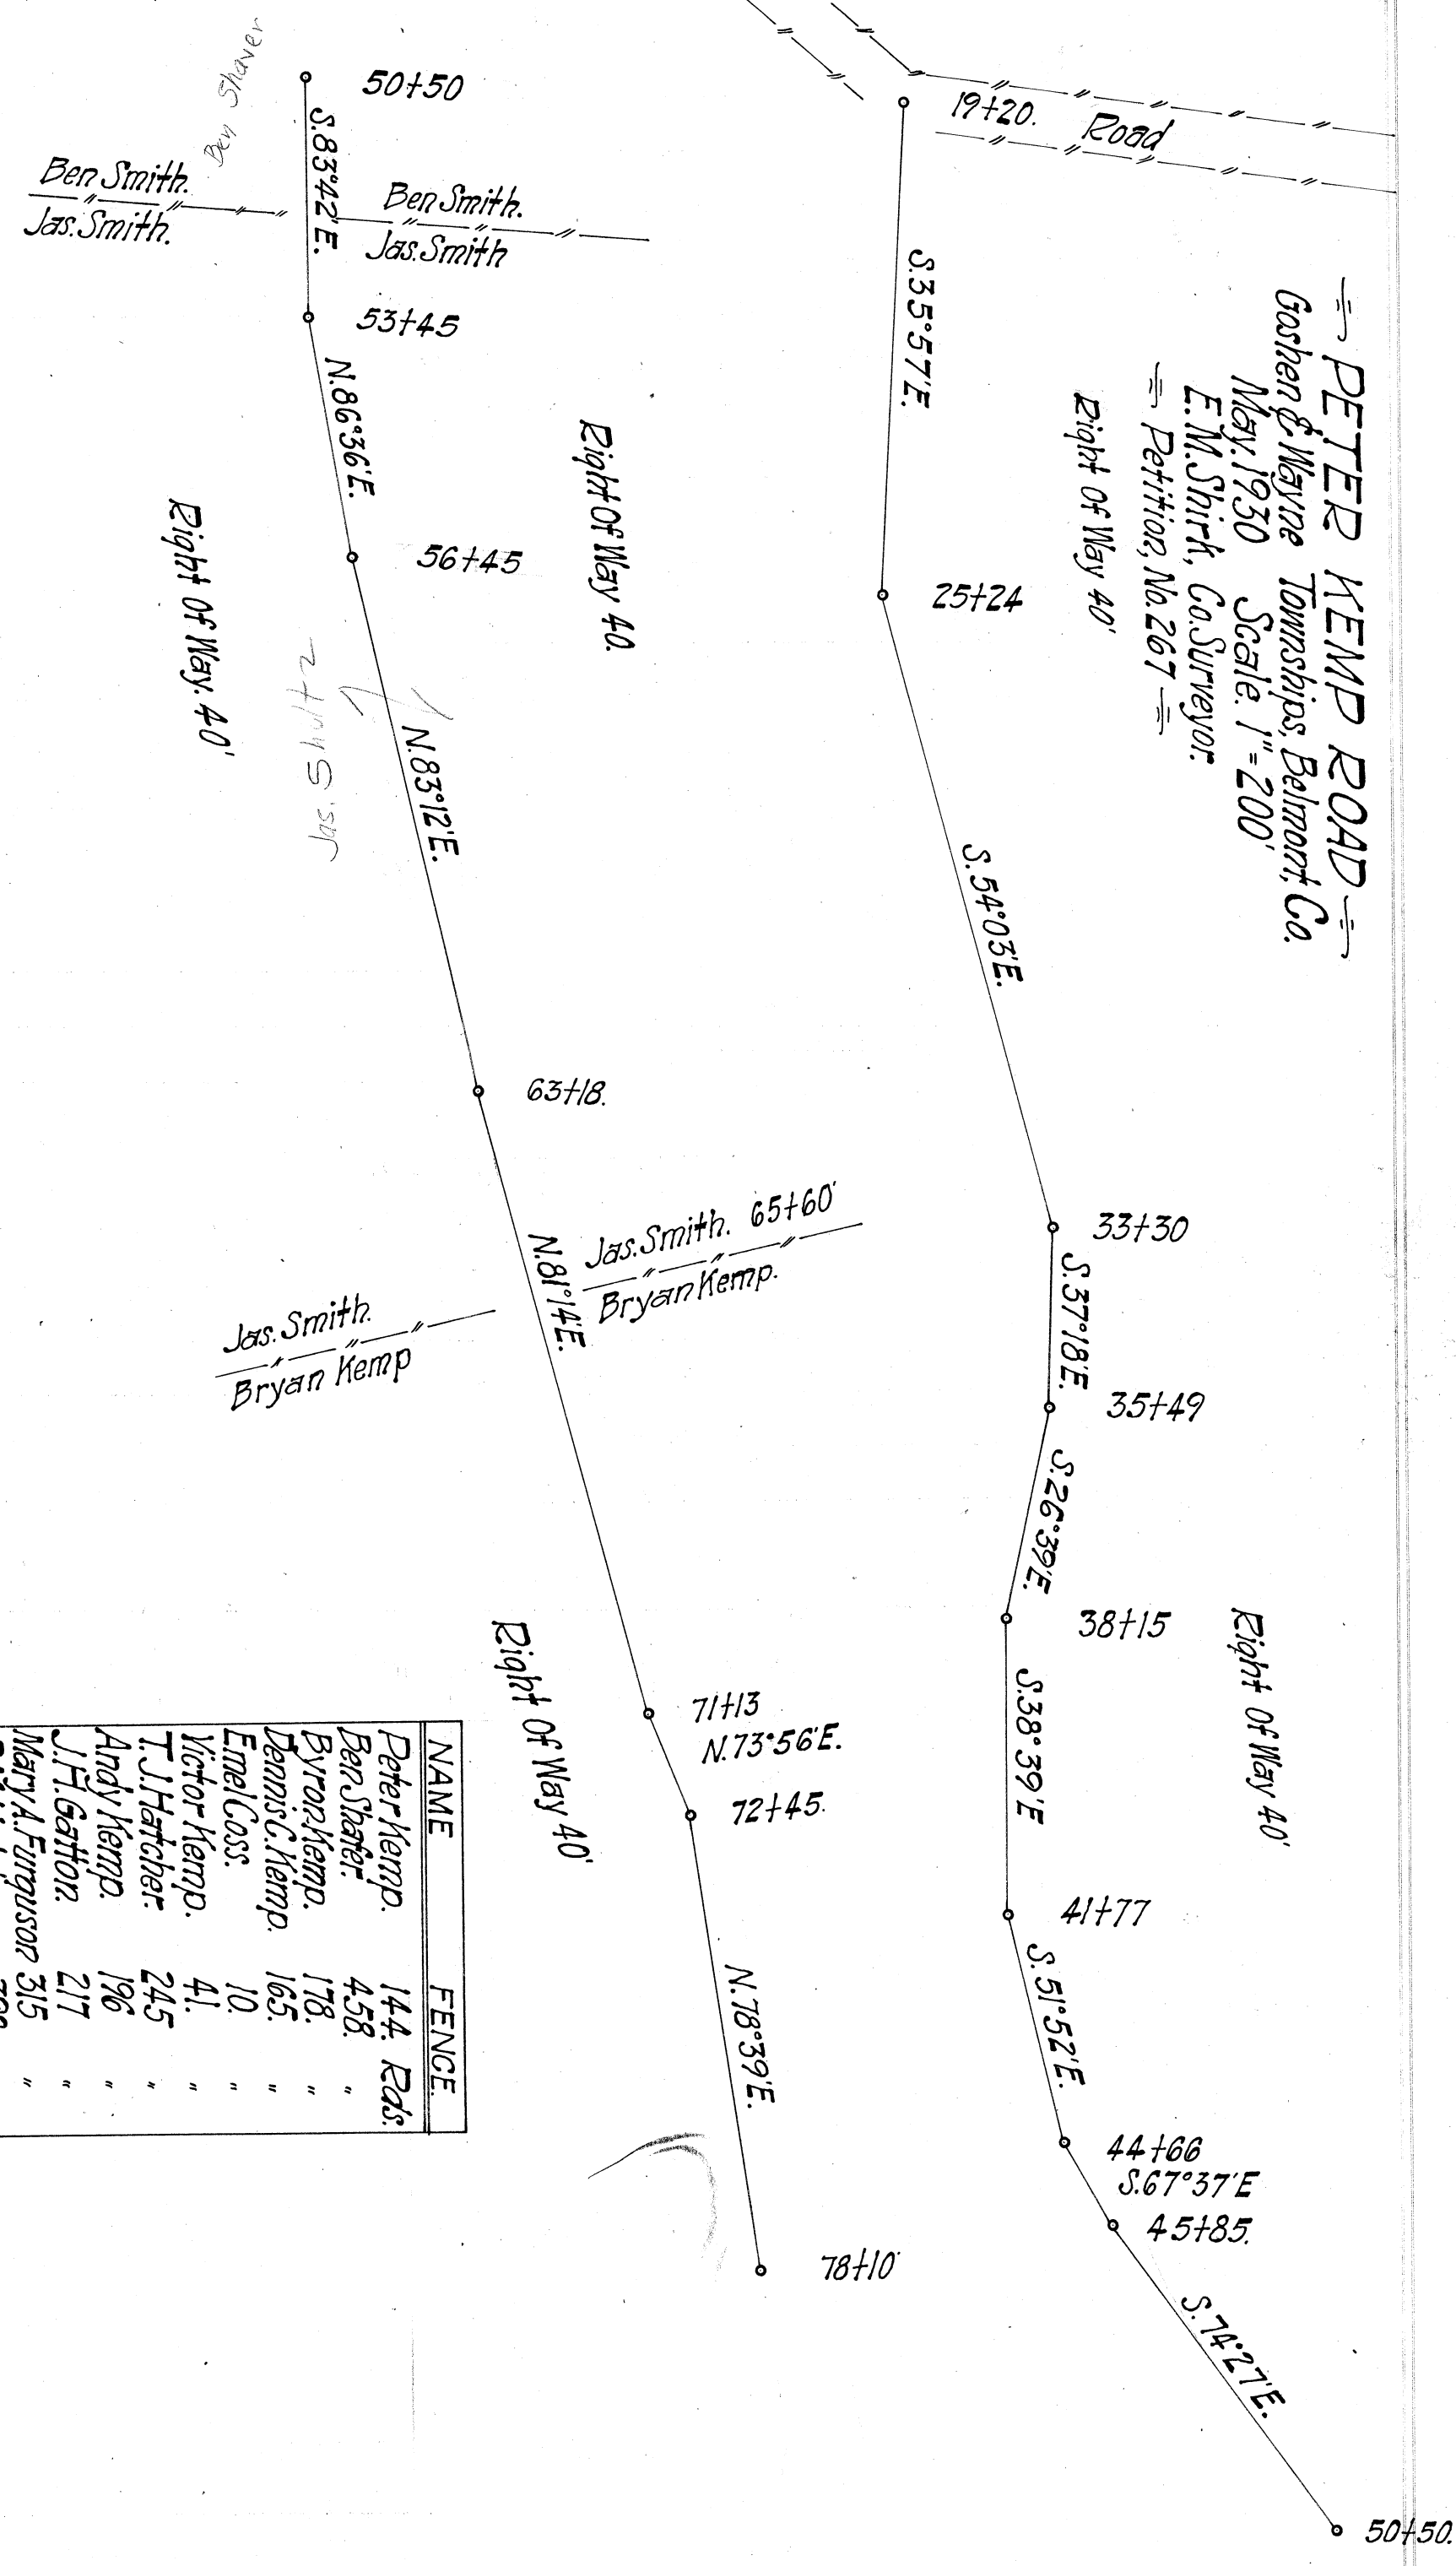 PETER KEMP ROAD
Goshen & Wayne Townships, Belmont, Co.
May. 1930 Scale. 1" = 200'
E.M. Shirk, Co. Surveyor.
Petition, No. 267
Right Of Way 40'
19+20.
Road
S.35°57'E.
25+24
S.54°03'E.
33+30
S.37°18'E.
35+49
S.26°39'E.
38+15
Right Of Way 40'
S.38°39'E
41+77
S.51°52'E.
44+66
S.67°37'E
45+85.
S.74°27'E.
50+50.
50+50
Ben Shaver
S.83°42'E.
Ben Smith.
Jas. Smith.
Ben Smith.
Jas. Smith
53+45
N.86°36'E.
Right Of Way 40.
56+45
Right Of Way. 40'
Jas. Shultz
N.83°12'E.
63+18.
Jas. Smith. 65+60'
Bryan Kemp.
N.81°14'E.
Jas. Smith.
Bryan Kemp
Right Of Way 40'
71+13
N.73°56'E.
72+45.
N.78°39'E.
78+10
NAME FENCE.
Peter Kemp. 144. Rds.
Ben Shafer. 458. "
Byron Kemp. 178. "
Dennis C. Kemp. 165. "
Emel Coss. 10. "
Victor Kemp. 41. "
T.J. Hatcher. 245 "
Andy Kemp. 196 "
J.H. Gatton. 217 "
Mary A. Furguson 315 "